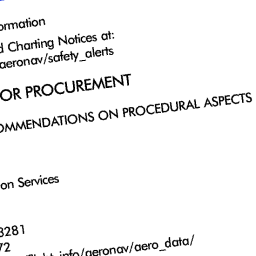 ormation
d Charting Notices at:
aeronav/safety_alerts
OR PROCUREMENT
OMMENDATIONS ON PROCEDURAL ASPECTS
on Services
3281
72
info/aeronav/aero_data/